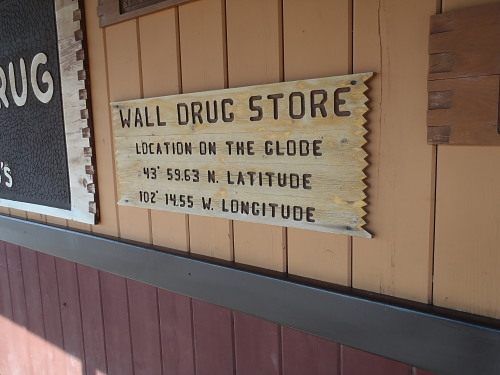 WALL DRUG STORE
LOCATION ON THE GLOBE
43° 59.63 N. LATITUDE
102° 14.55 W. LONGITUDE